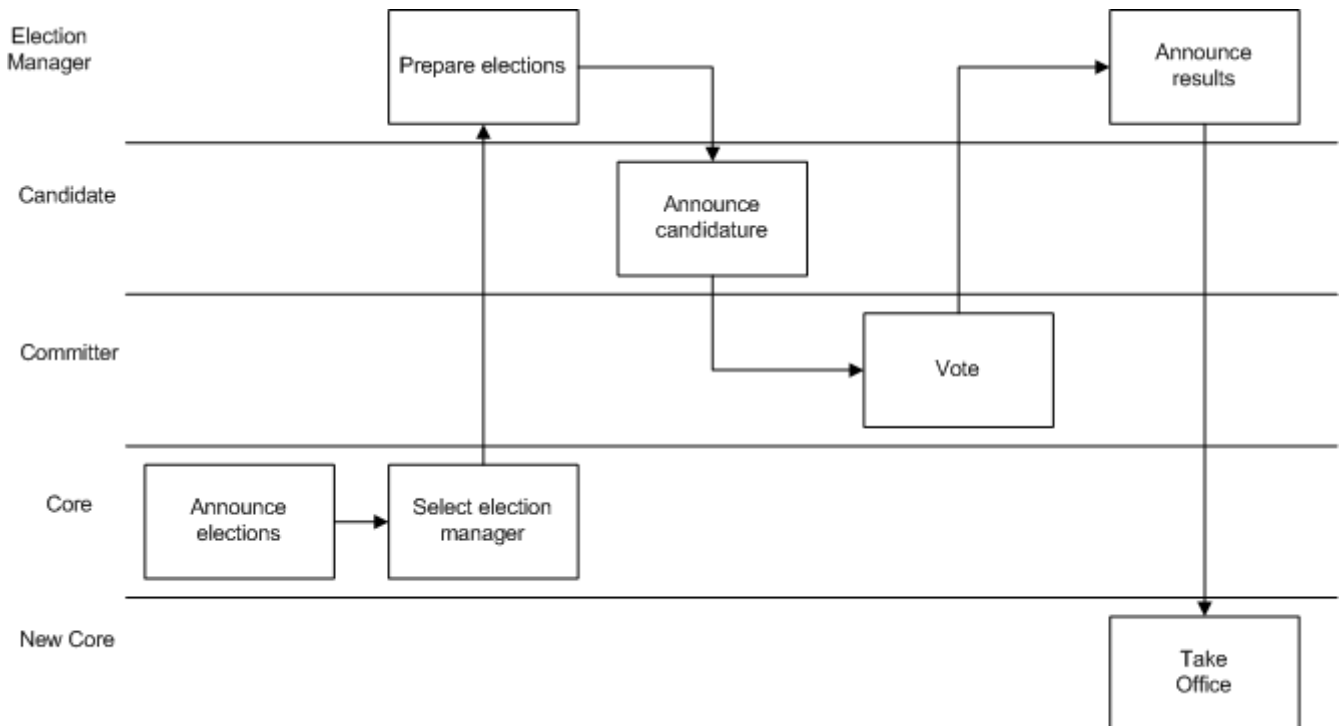 Election
Manager
Prepare elections
Announce
results
Candidate
Announce
candidature
Committer
Vote
Core
Announce
elections
Select election
manager
New Core
Take
Office